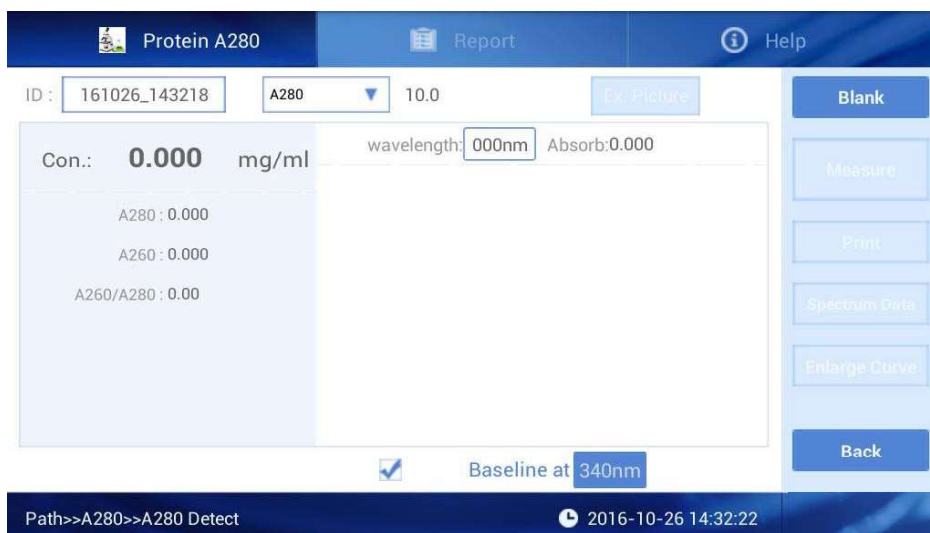 Protein A280 Report Help
ID : 161026_143218 A280 10.0 Ex. Picture Blank
Con.: 0.000 mg/ml wavelength: 000nm Absorb:0.000
Measure
A280 : 0.000
Print
A260 : 0.000
A260/A280 : 0.00
Spectrum Data
Enlarge Curve
Back
Baseline at 340nm
Path>>A280>>A280 Detect 2016-10-26 14:32:22